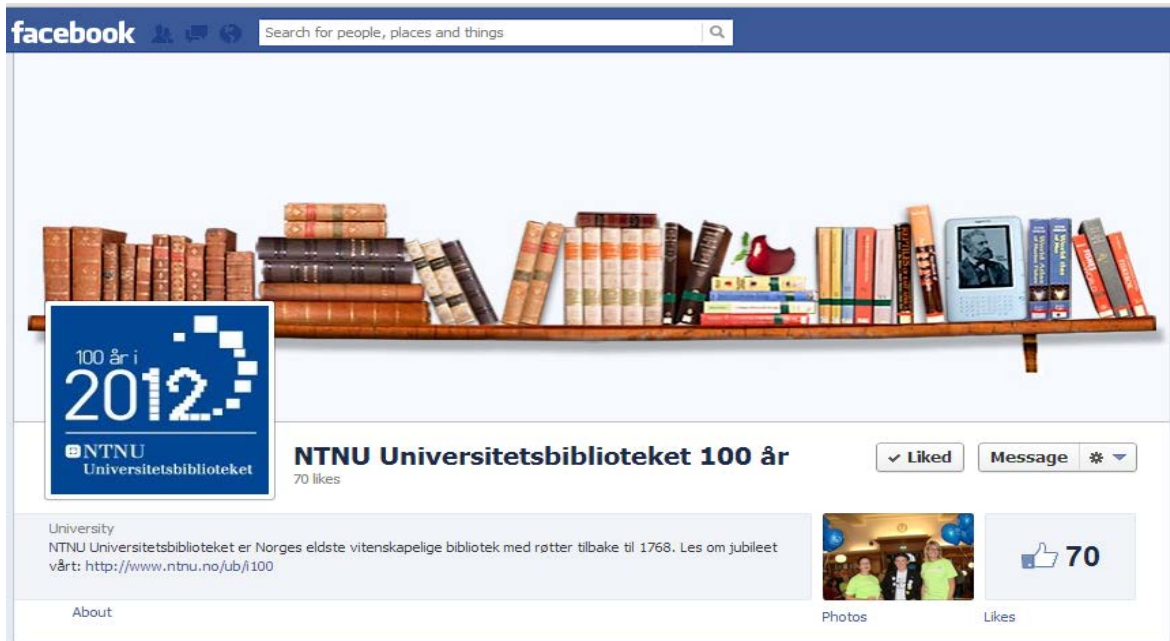 facebook
Search for people, places and things
World Atlas
100 år i
2012
NTNU
Universitetsbiblioteket
NTNU Universitetsbiblioteket 100 år
70 likes
Liked
Message
University
NTNU Universitetsbiblioteket er Norges eldste vitenskapelige bibliotek med røtter tilbake til 1768. Les om jubileet
vårt: http://www.ntnu.no/ub/i100
70
About
Photos
Likes